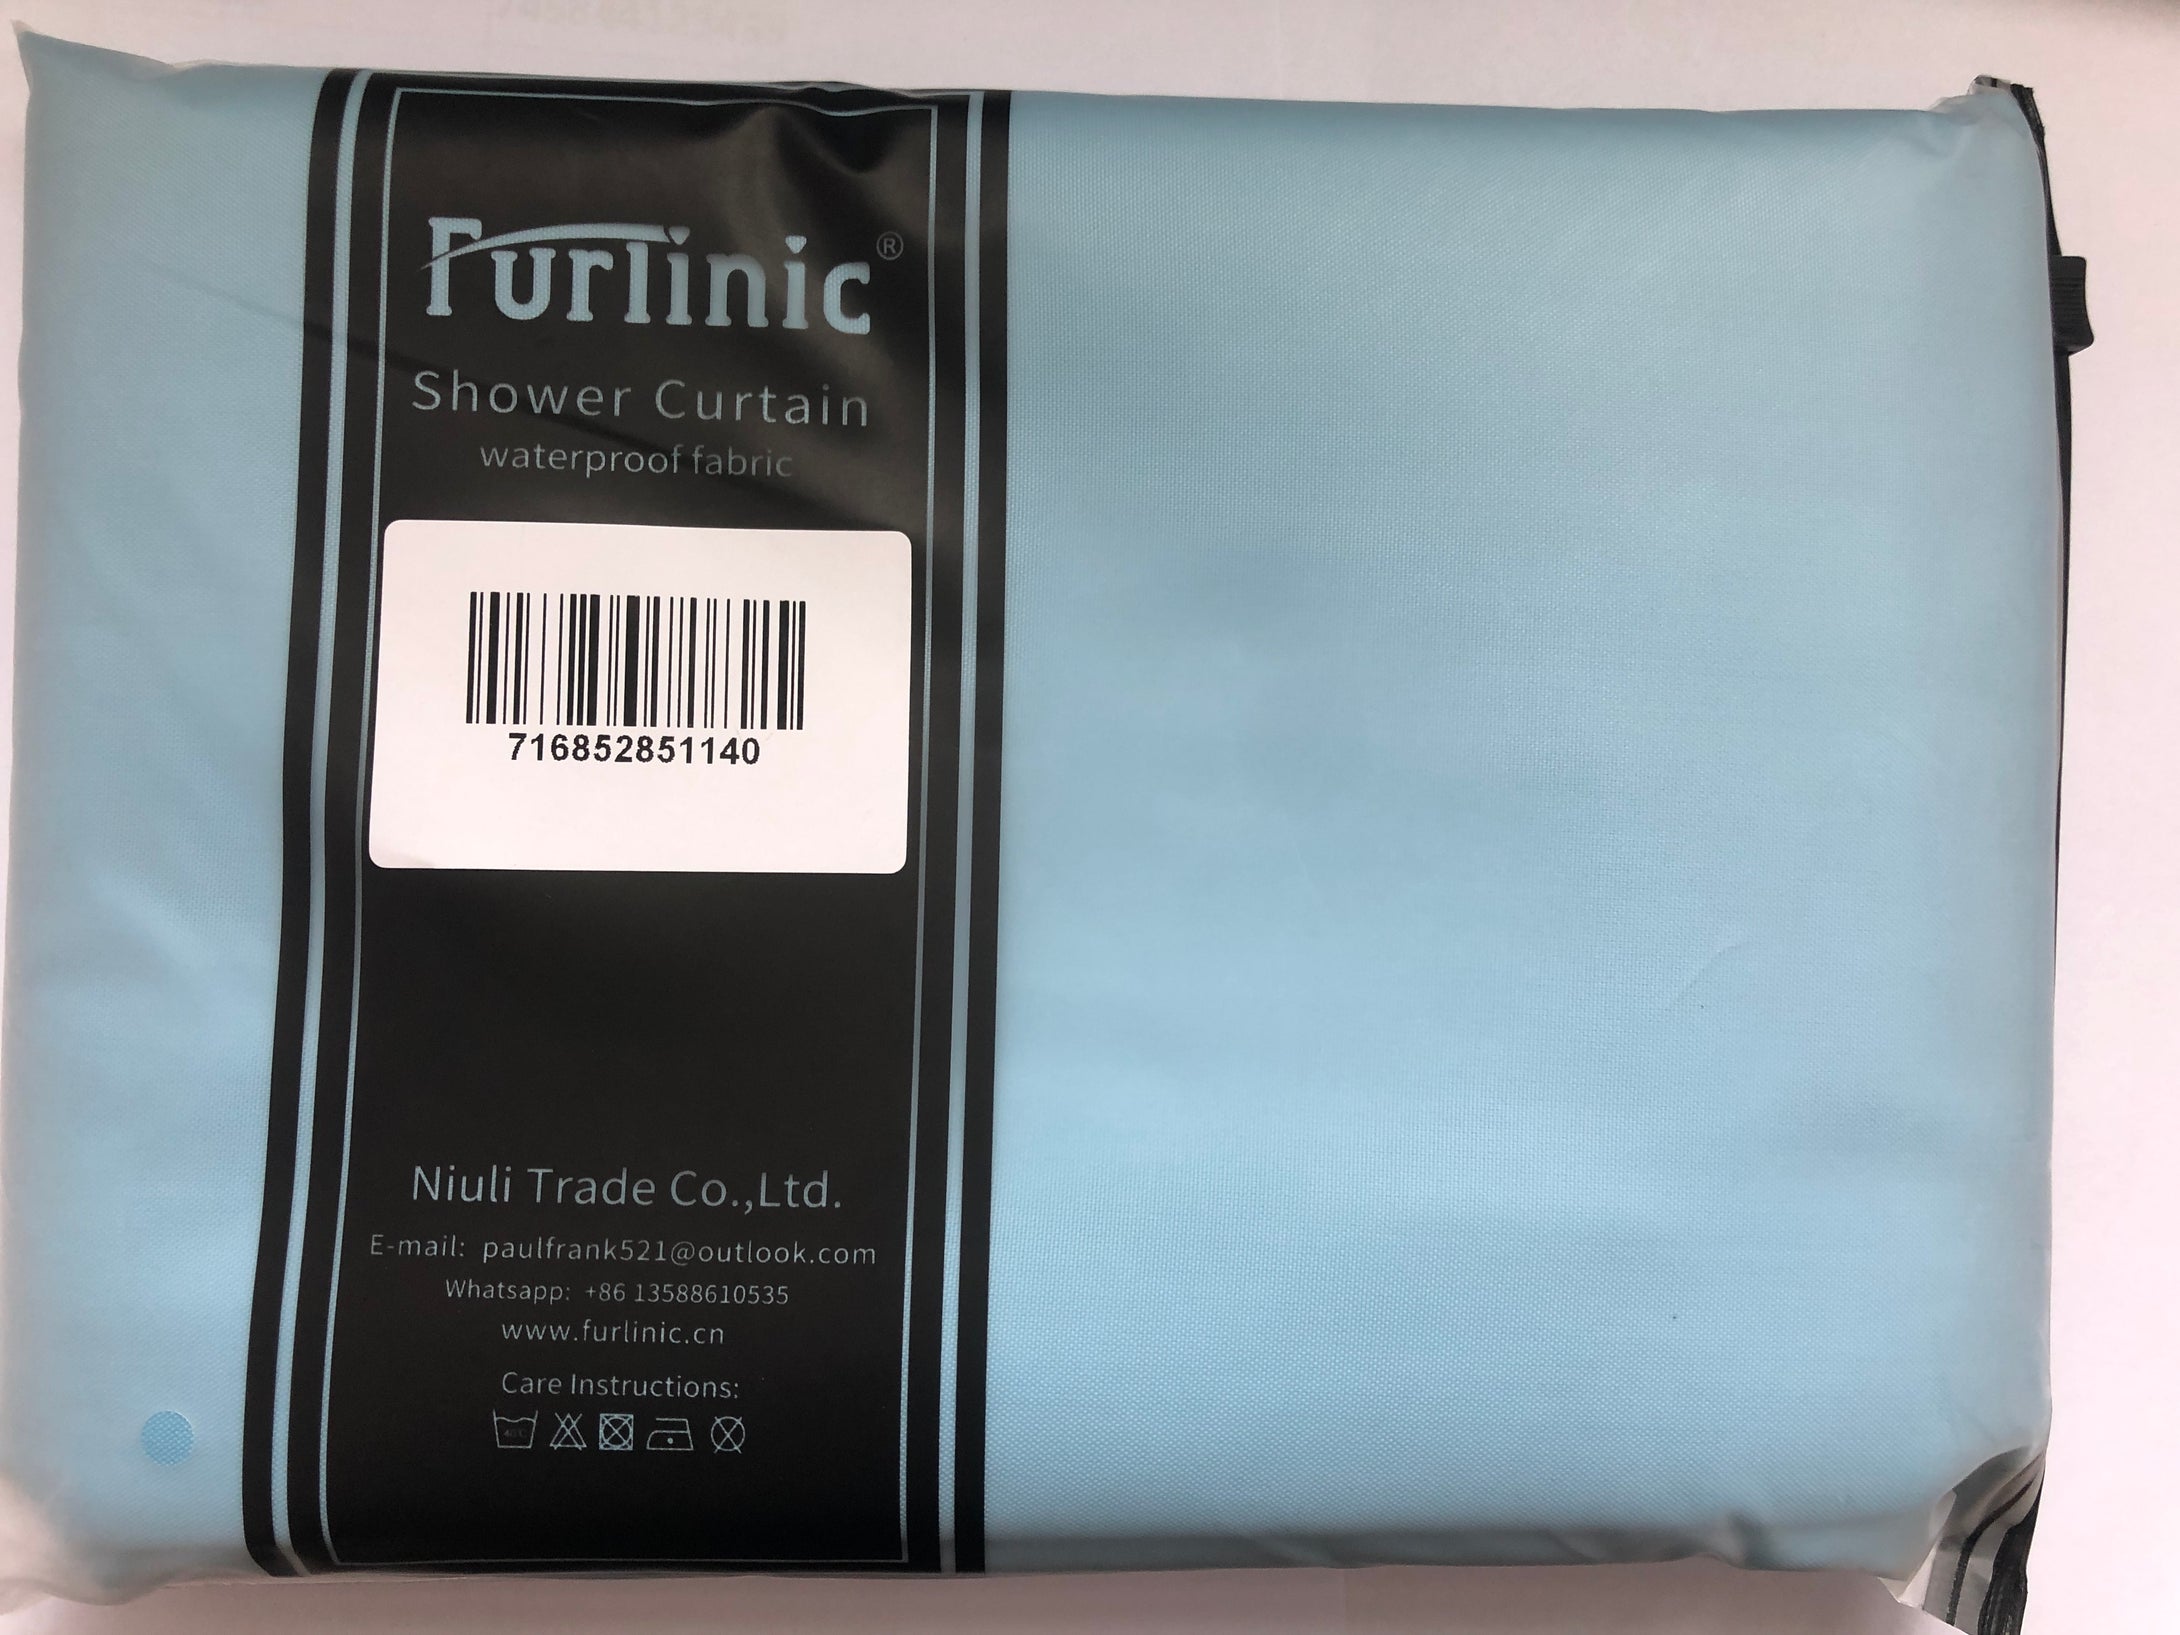 Furlinic®
Shower Curtain
waterproof fabric
716852851140
Niuli Trade Co.,Ltd.
E-mail: paulfrank521@outlook.com
Whatsapp: +86 13588610535
www.furlinic.cn
Care Instructions:
40°C